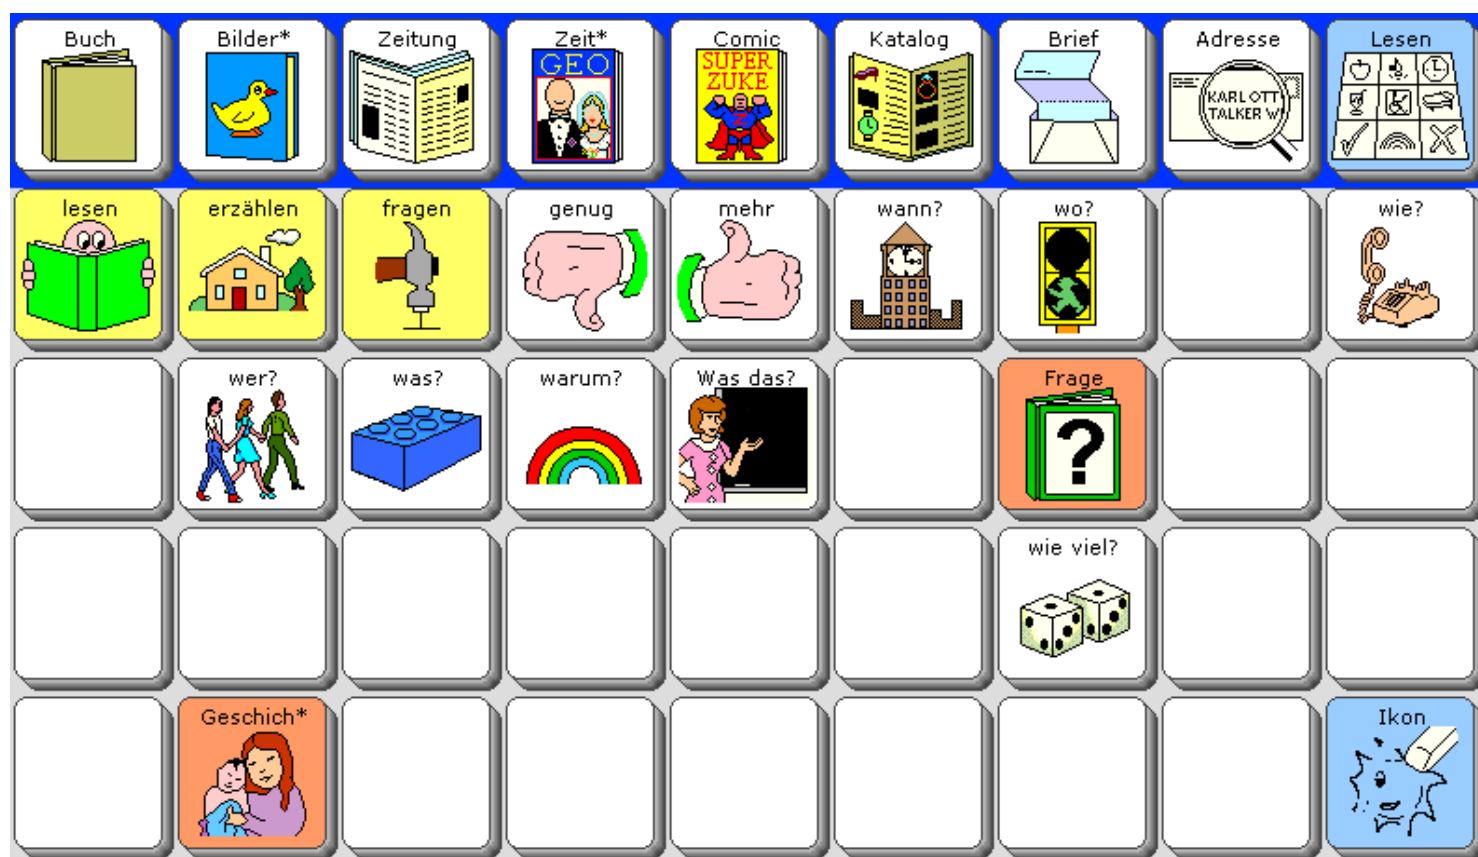 Buch
Bilder*
Zeitung
Zeit*
Comic
Katalog
Brief
Adresse
Lesen
GEO
SUPER
ZUKE
Z
KARL OTT
TALKER W
lesen
erzählen
fragen
genug
mehr
wann?
wo?
wie?
wer?
was?
warum?
Was das?
Frage
?
wie viel?
Geschich*
Ikon